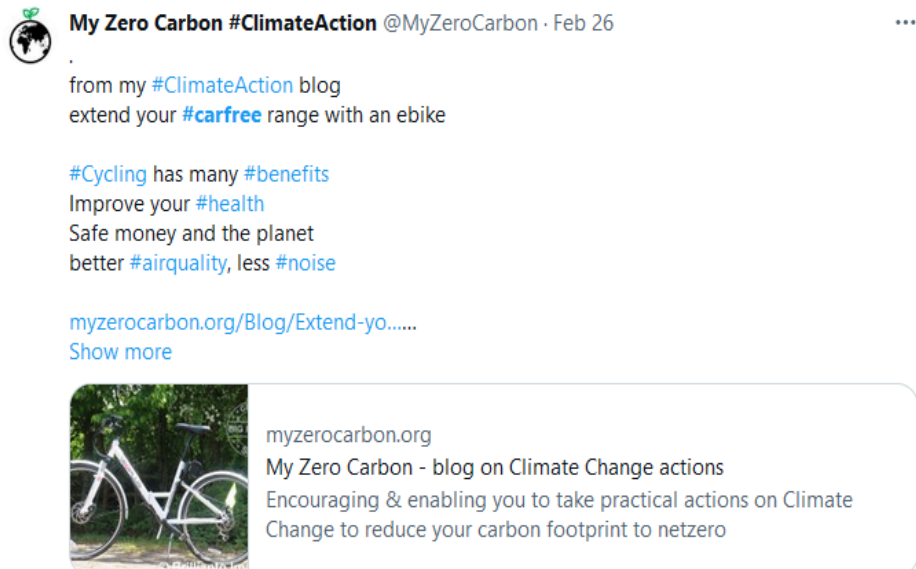 My Zero Carbon #ClimateAction @MyZeroCarbon · Feb 26
.
from my #ClimateAction blog
extend your #carfree range with an ebike
#Cycling has many #benefits
Improve your #health
Safe money and the planet
better #airquality, less #noise
myzerocarbon.org/Blog/Extend-yo......
Show more
myzerocarbon.org
My Zero Carbon - blog on Climate Change actions
Encouraging & enabling you to take practical actions on Climate
Change to reduce your carbon footprint to netzero